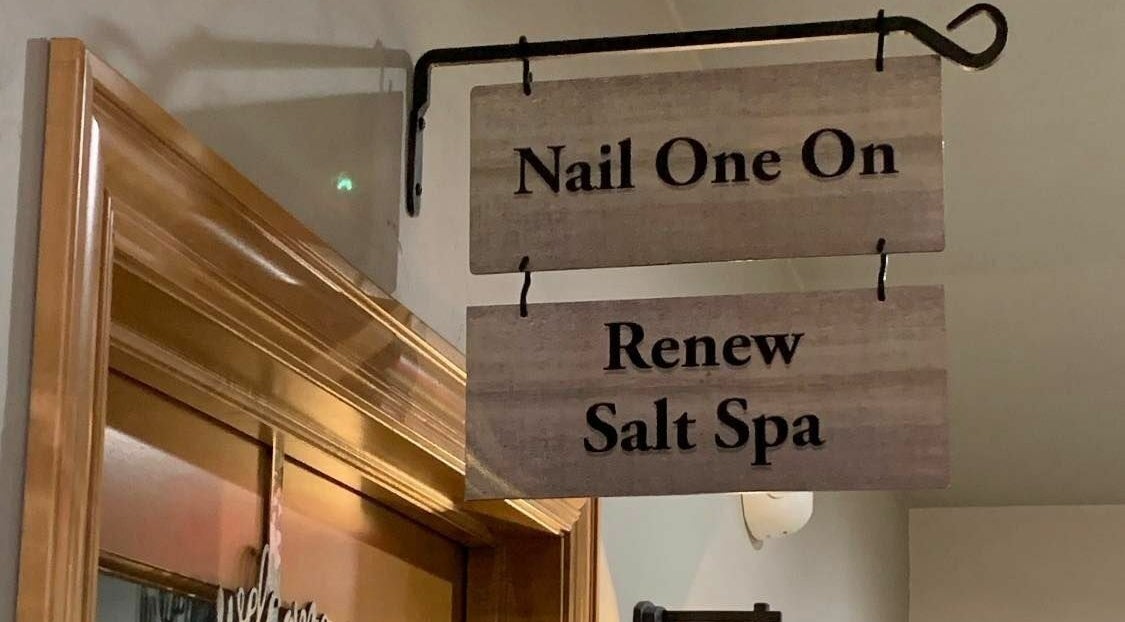 Nail One On
Renew
Salt Spa